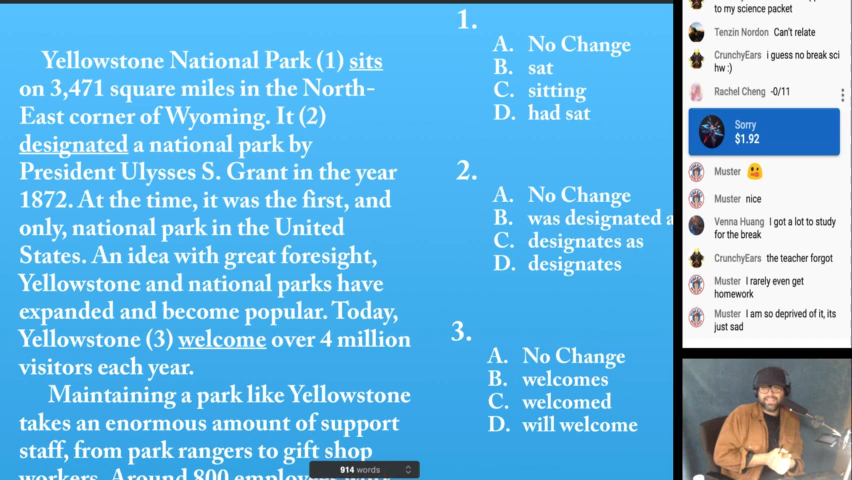 Yellowstone National Park (1) sits
on 3,471 square miles in the North-
East corner of Wyoming. It (2)
designated a national park by
President Ulysses S. Grant in the year
1872. At the time, it was the first, and
only, national park in the United
States. An idea with great foresight,
Yellowstone and national parks have
expanded and become popular. Today,
Yellowstone (3) welcome over 4 million
visitors each year.
Maintaining a park like Yellowstone
takes an enormous amount of support
staff, from park rangers to gift shop
workers. Around 800
914 words
1.
A. No Change
B. sat
C. sitting
D. had sat
2.
A. No Change
B. was designated a
C. designates as
D. designates
3.
A. No Change
B. welcomes
C. welcomed
D. will welcome
to my science packet
Tenzin Nordon Can't relate
CrunchyEars i guess no break sci
hw :)
Rachel Cheng -0/11
Sorry
$1.92
Muster
Muster nice
Venna Huang I got a lot to study
for the break
CrunchyEars the teacher forgot
Muster I rarely even get
homework
Muster I am so deprived of it, its
just sad